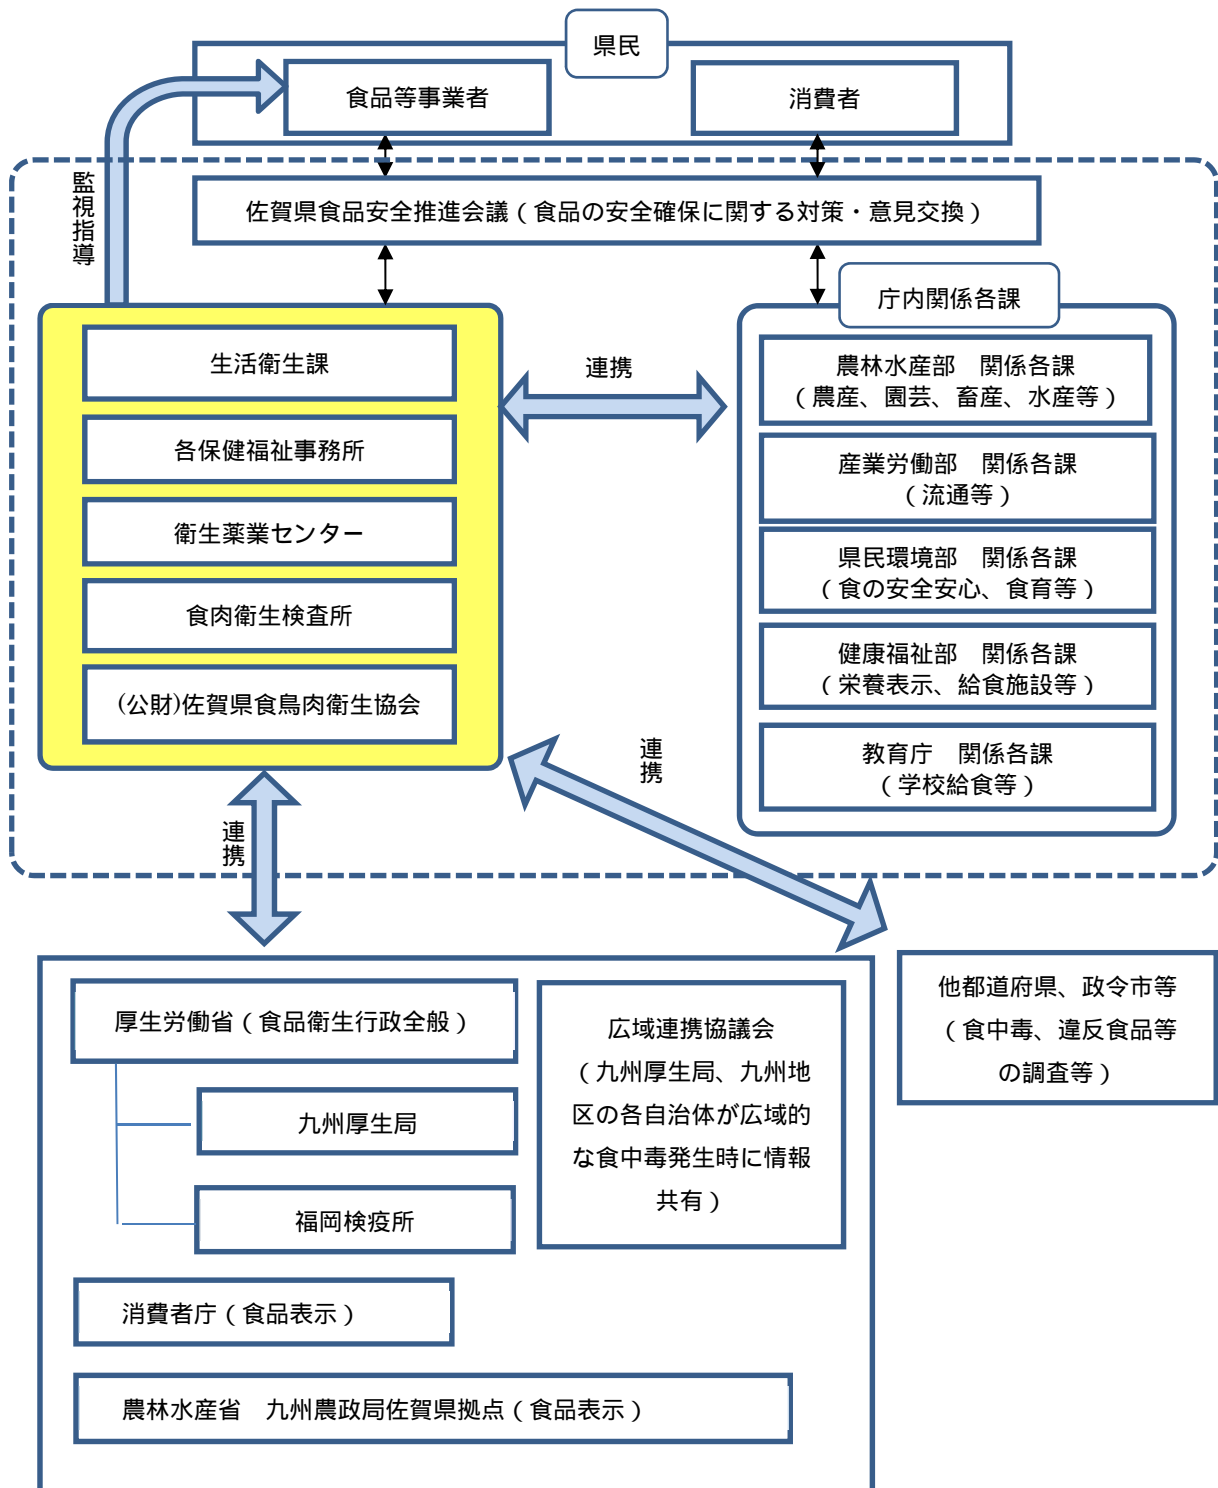 県民
食品等事業者
消費者
監視指導
佐賀県食品安全推進会議（食品の安全確保に関する対策・意見交換）
生活衛生課
各保健福祉事務所
衛生薬業センター
食肉衛生検査所
(公財)佐賀県食鳥肉衛生協会
連携
庁内関係各課
農林水産部　関係各課
（農産、園芸、畜産、水産等）
産業労働部　関係各課
（流通等）
県民環境部　関係各課
（食の安全安心、食育等）
健康福祉部　関係各課
（栄養表示、給食施設等）
教育庁　関係各課
（学校給食等）
連携
連携
厚生労働省（食品衛生行政全般）
九州厚生局
福岡検疫所
消費者庁（食品表示）
農林水産省　九州農政局佐賀県拠点（食品表示）
広域連携協議会
（九州厚生局、九州地
区の各自治体が広域的
な食中毒発生時に情報
共有）
他都道府県、政令市等
（食中毒、違反食品等
の調査等）